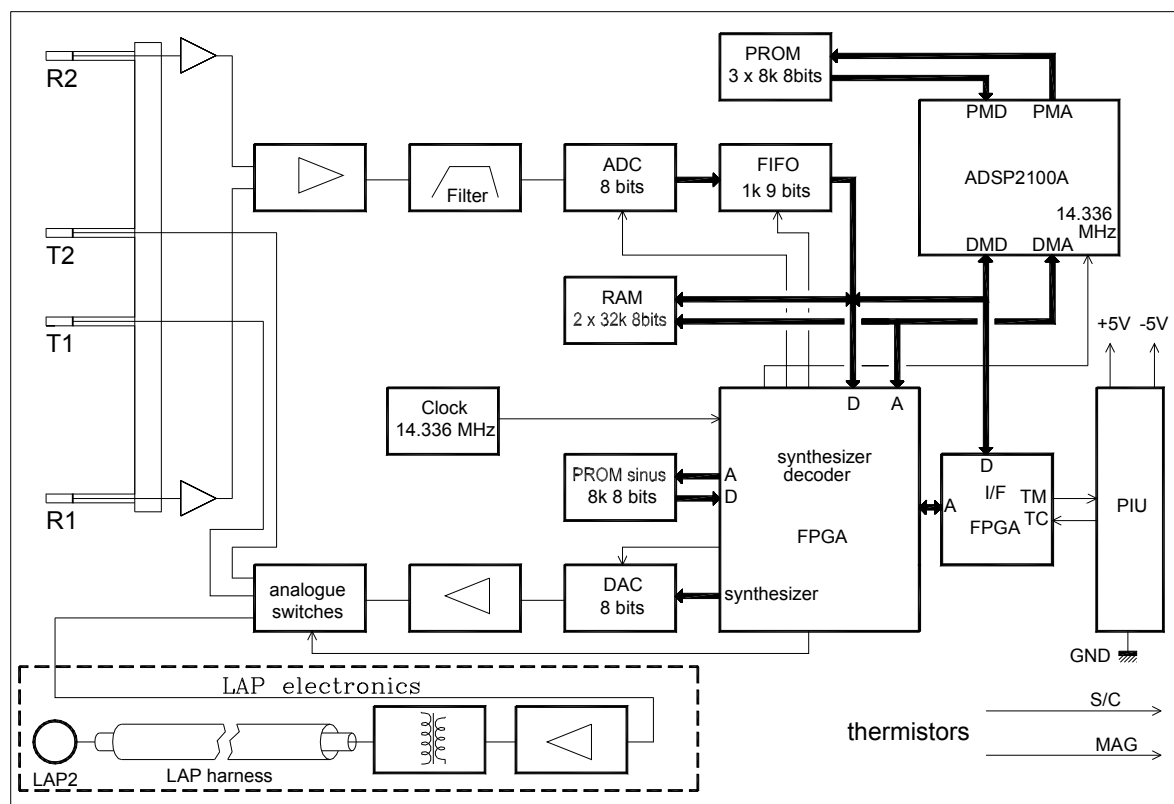 R2
T2
T1
R1
Filter
ADC
8 bits
FIFO
1k 9 bits
PROM
3 x 8k 8bits
PMD PMA
ADSP2100A
14.336
MHz
DMD DMA
RAM
2 x 32k 8bits
+5V -5V
Clock
14.336 MHz
D A
synthesizer
decoder
FPGA
synthesizer
PROM sinus
8k 8 bits
A
D
D
I/F
FPGA
A
TM
TC
PIU
GND
analogue
switches
DAC
8 bits
LAP electronics
LAP2
LAP harness
thermistors
S/C
MAG